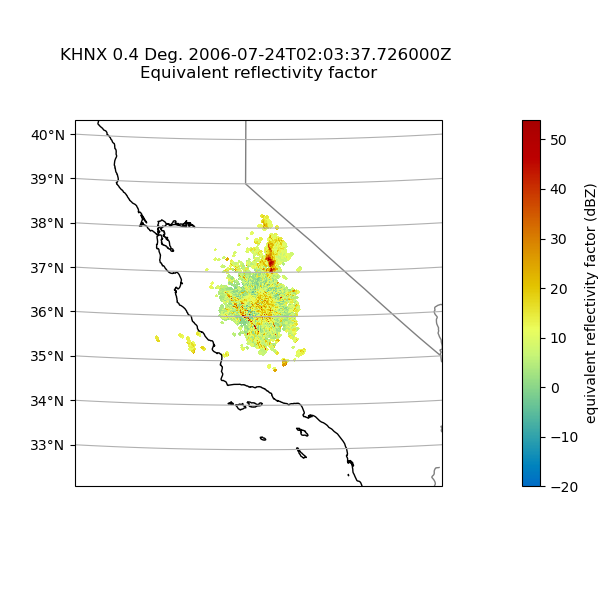 KHNX 0.4 Deg. 2006-07-24T02:03:37.726000Z
Equivalent reflectivity factor
40°N
39°N
38°N
37°N
36°N
35°N
34°N
33°N
50
40
30
20
10
0
−10
−20
equivalent reflectivity factor (dBZ)